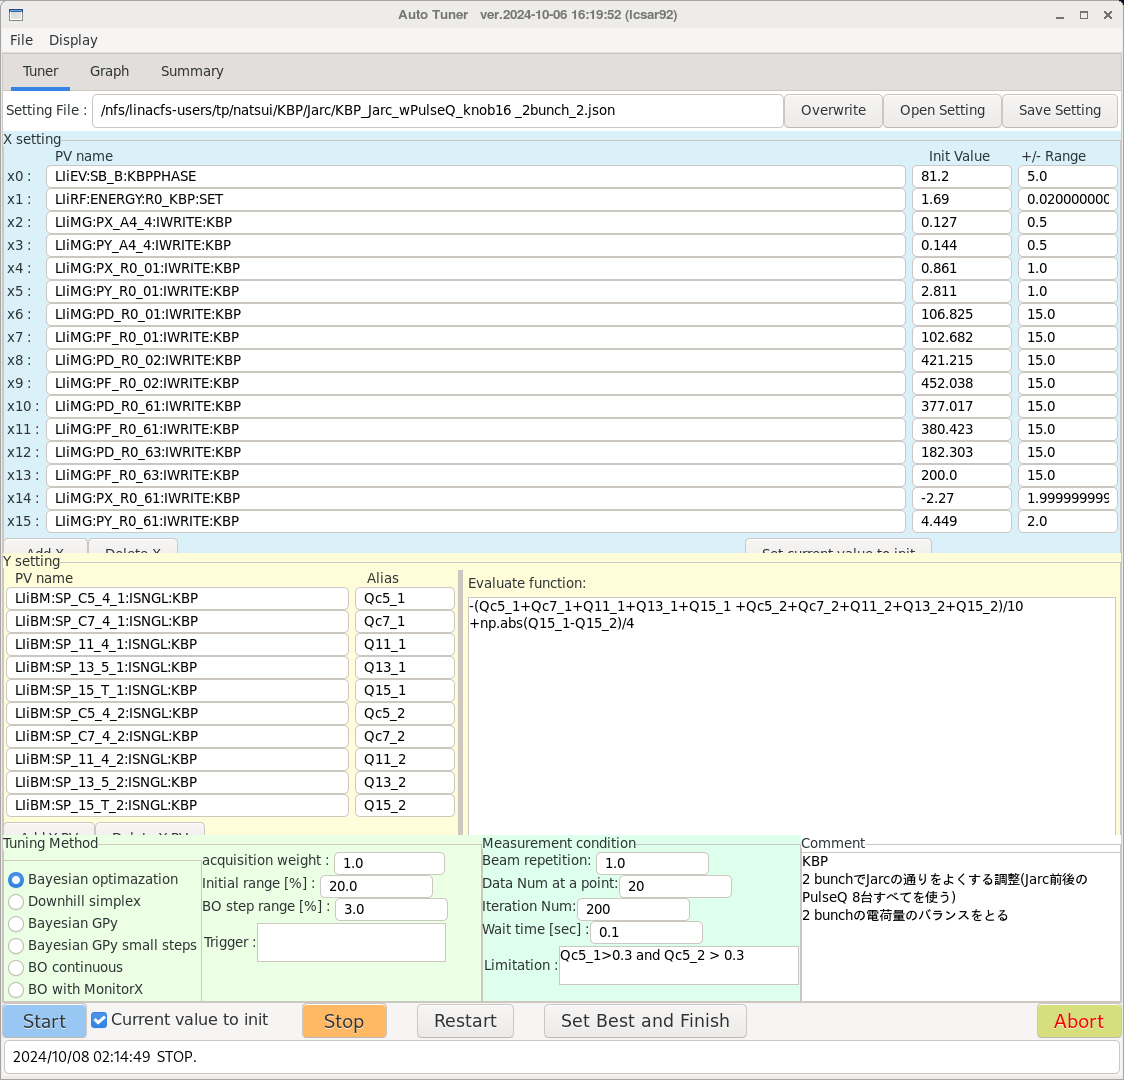 Auto Tuner ver.2024-10-06 16:19:52 (lcsar92)
File Display
Tuner Graph Summary
Setting File : /nfs/linacfs-users/tp/natsui/KBP/Jarc/KBP_Jarc_wPulseQ_knob16 _2bunch_2.json Overwrite Open Setting Save Setting
X setting
PV name Init Value +/- Range
x0 : LIiEV:SB_B:KBPPHASE 81.2 5.0
x1 : LIiRF:ENERGY:R0_KBP:SET 1.69 0.020000000
x2 : LIiMG:PX_A4_4:IWRITE:KBP 0.127 0.5
x3 : LIiMG:PY_A4_4:IWRITE:KBP 0.144 0.5
x4 : LIiMG:PX_R0_01:IWRITE:KBP 0.861 1.0
x5 : LIiMG:PY_R0_01:IWRITE:KBP 2.811 1.0
x6 : LIiMG:PD_R0_01:IWRITE:KBP 106.825 15.0
x7 : LIiMG:PF_R0_01:IWRITE:KBP 102.682 15.0
x8 : LIiMG:PD_R0_02:IWRITE:KBP 421.215 15.0
x9 : LIiMG:PF_R0_02:IWRITE:KBP 452.038 15.0
x10 : LIiMG:PD_R0_61:IWRITE:KBP 377.017 15.0
x11 : LIiMG:PF_R0_61:IWRITE:KBP 380.423 15.0
x12 : LIiMG:PD_R0_63:IWRITE:KBP 182.303 15.0
x13 : LIiMG:PF_R0_63:IWRITE:KBP 200.0 15.0
x14 : LIiMG:PX_R0_61:IWRITE:KBP -2.27 1.999999999
x15 : LIiMG:PY_R0_61:IWRITE:KBP 4.449 2.0
Add X Delete X Set current value to init
Y setting
PV name Alias
LIiBM:SP_C5_4_1:ISNGL:KBP Qc5_1
LIiBM:SP_C7_4_1:ISNGL:KBP Qc7_1
LIiBM:SP_11_4_1:ISNGL:KBP Q11_1
LIiBM:SP_13_5_1:ISNGL:KBP Q13_1
LIiBM:SP_15_T_1:ISNGL:KBP Q15_1
LIiBM:SP_C5_4_2:ISNGL:KBP Qc5_2
LIiBM:SP_C7_4_2:ISNGL:KBP Qc7_2
LIiBM:SP_11_4_2:ISNGL:KBP Q11_2
LIiBM:SP_13_5_2:ISNGL:KBP Q13_2
LIiBM:SP_15_T_2:ISNGL:KBP Q15_2
Add Y PV Delete Y PV
Evaluate function:
-(Qc5_1+Qc7_1+Q11_1+Q13_1+Q15_1 +Qc5_2+Qc7_2+Q11_2+Q13_2+Q15_2)/10
+np.abs(Q15_1-Q15_2)/4
Tuning Method
Bayesian optimazation
Downhill simplex
Bayesian GPy
Bayesian GPy small steps
BO continuous
BO with MonitorX
acquisition weight : 1.0
Initial range [%] : 20.0
BO step range [%] : 3.0
Trigger :
Measurement condition
Beam repetition: 1.0
Data Num at a point: 20
Iteration Num: 200
Wait time [sec] : 0.1
Limitation : Qc5_1>0.3 and Qc5_2 > 0.3
Comment
KBP
2 bunchでJarcの通りをよくする調整(Jarc前後の
PulseQ 8台すべてを使う)
2 bunchの電荷量のバランスをとる
Start Current value to init Stop Restart Set Best and Finish Abort
2024/10/08 02:14:49 STOP.